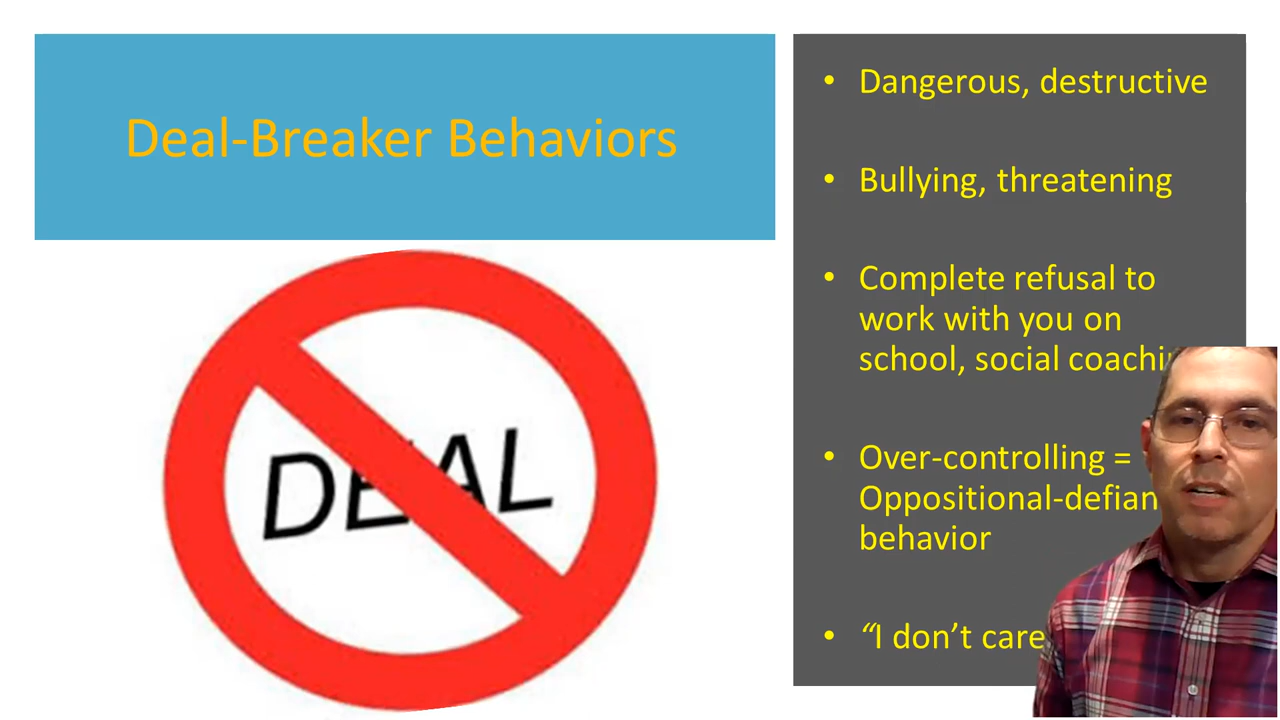 Deal-Breaker Behaviors
DEAL
• Dangerous, destructive
• Bullying, threatening
• Complete refusal to
work with you on
school, social
• Over-controlling =
behavior
• “I don’t care